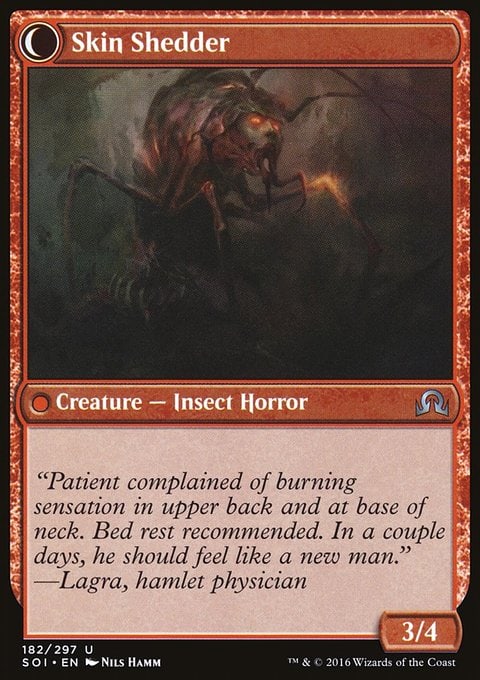 Skin Shedder
Creature — Insect Horror
“Patient complained of burning
sensation in upper back and at base of
neck. Bed rest recommended. In a couple
days, he should feel like a new man.”
—Lagra, hamlet physician
3/4
182/297 U
SOI • EN Nils Hamm
™ & © 2016 Wizards of the Coast